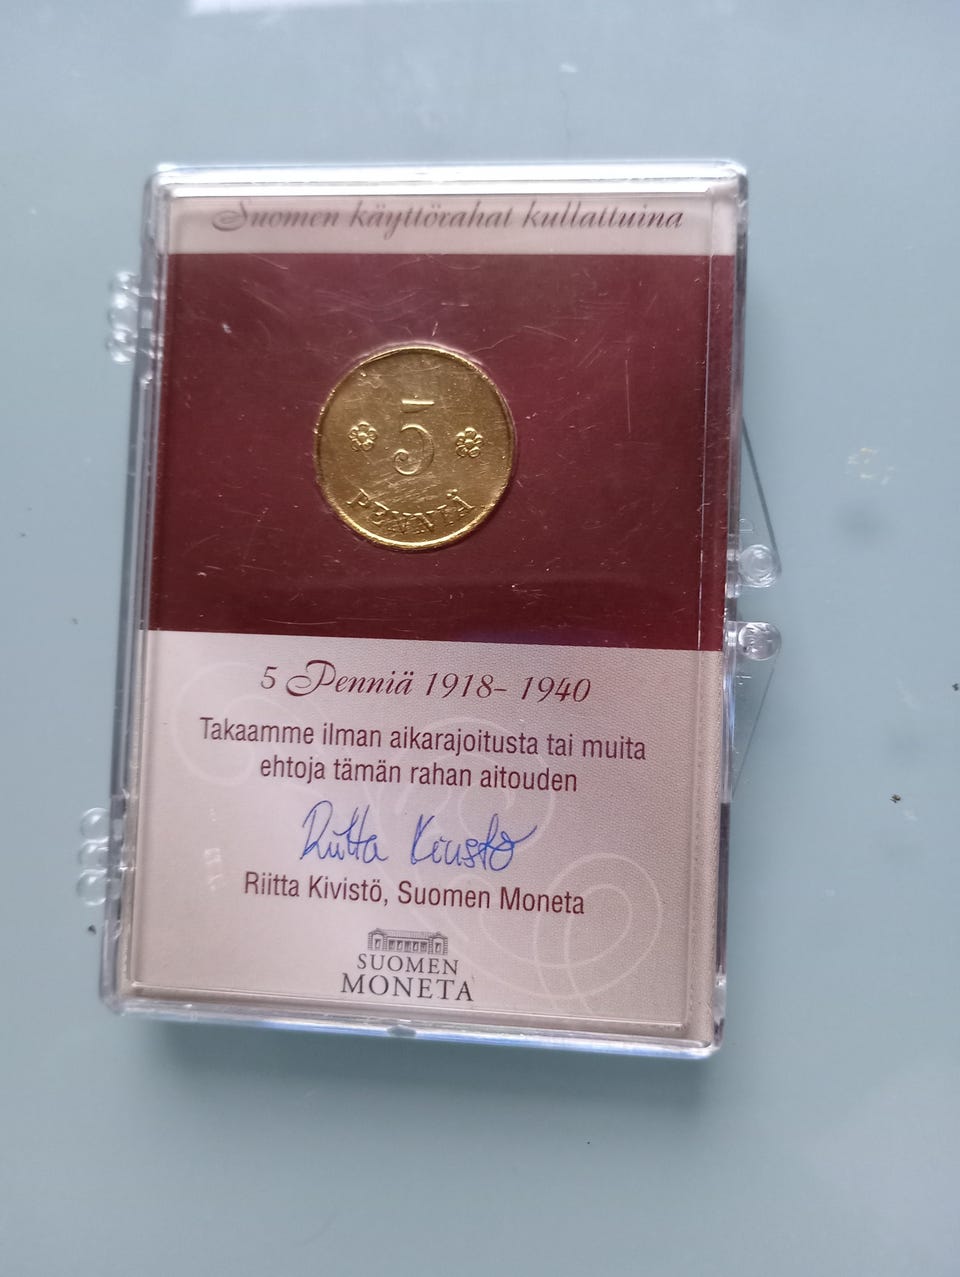 Suomen käyttörahat kullattuina
5
PENNIÄ
5 Penniä 1918- 1940
Takaamme ilman aikarajoitusta tai muita
ehtoja tämän rahan aitouden
Riitta Kivistö
Riitta Kivistö, Suomen Moneta
SUOMEN
MONETA